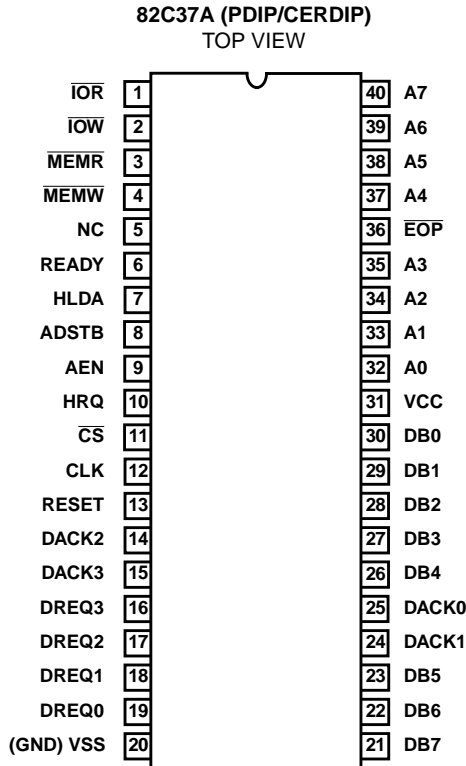 82C37A (PDIP/CERDIP)
TOP VIEW
IOR 1 40 A7
IOW 2 39 A6
MEMR 3 38 A5
MEMW 4 37 A4
NC 5 36 EOP
READY 6 35 A3
HLDA 7 34 A2
ADSTB 8 33 A1
AEN 9 32 A0
HRQ 10 31 VCC
CS 11 30 DB0
CLK 12 29 DB1
RESET 13 28 DB2
DACK2 14 27 DB3
DACK3 15 26 DB4
DREQ3 16 25 DACK0
DREQ2 17 24 DACK1
DREQ1 18 23 DB5
DREQ0 19 22 DB6
(GND) VSS 20 21 DB7